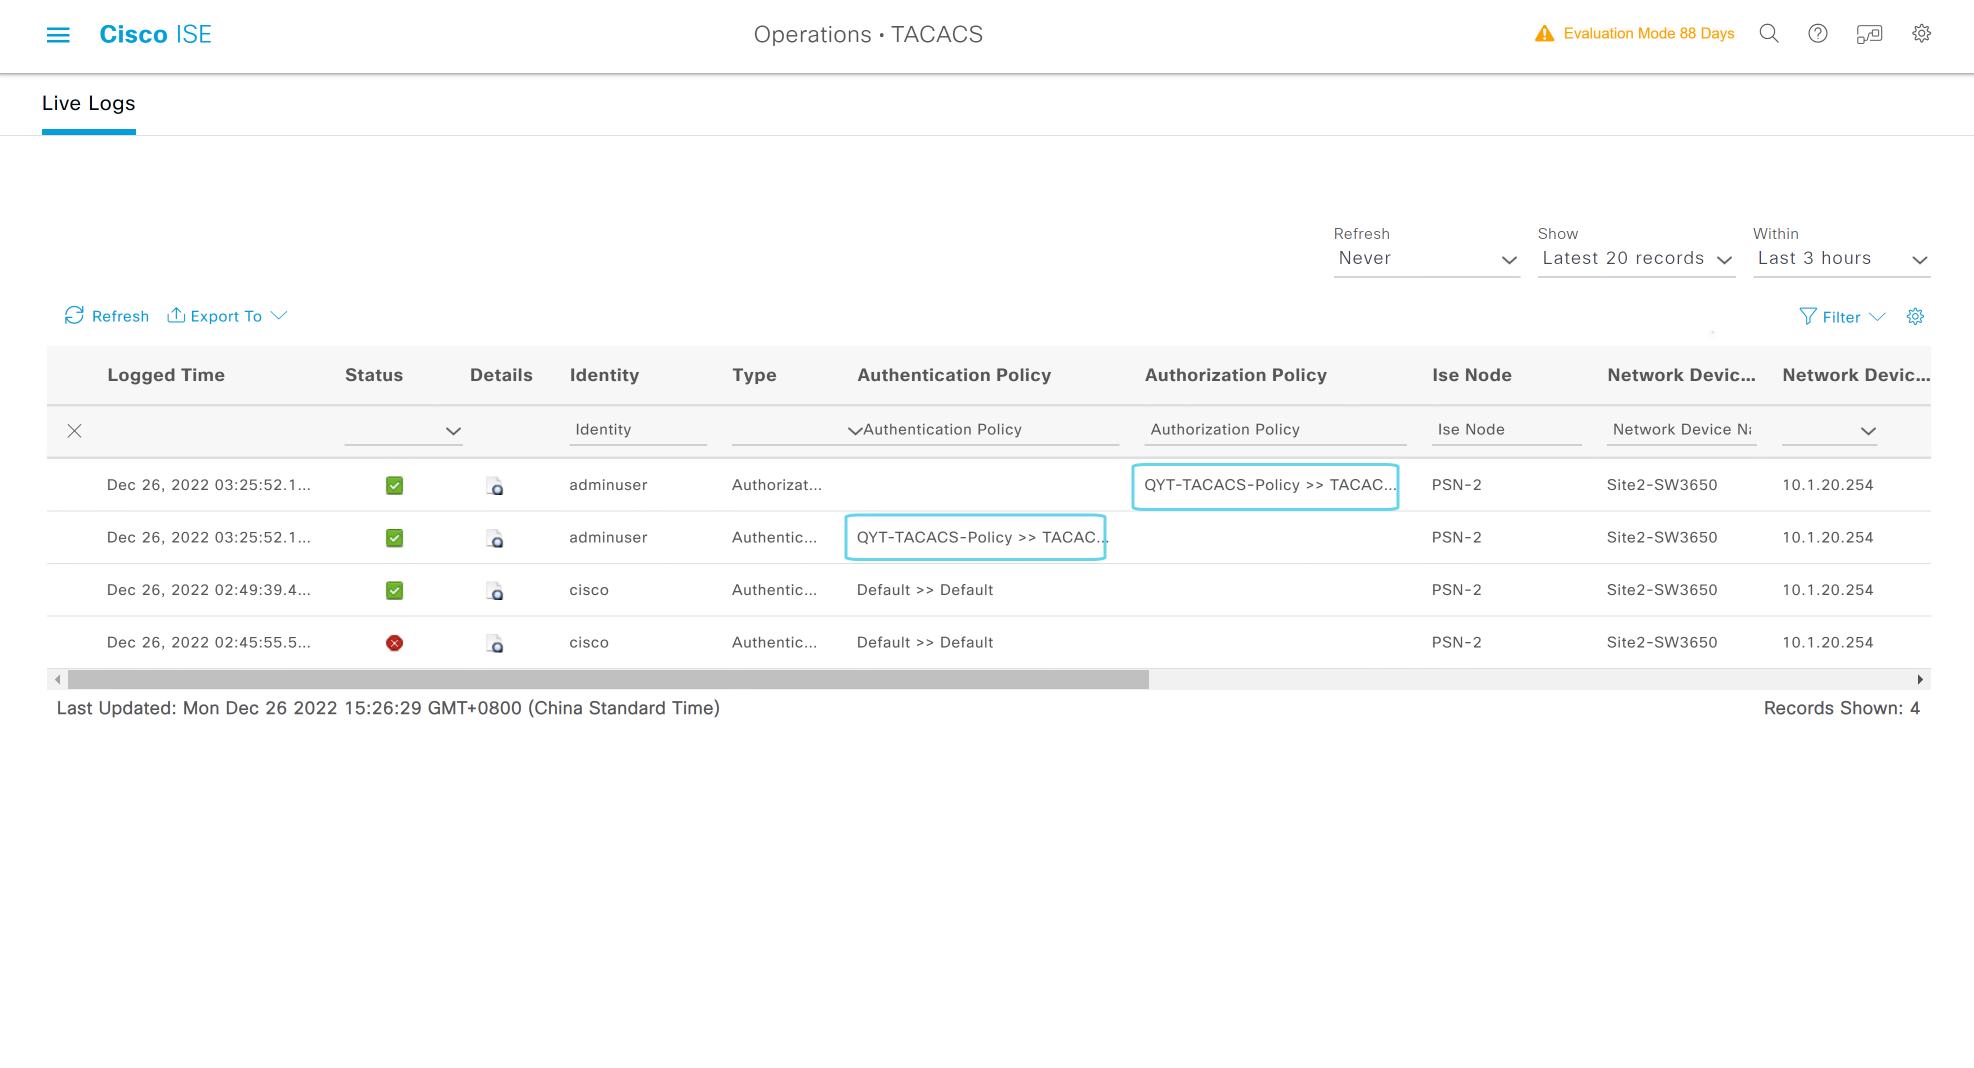 Cisco ISE
Operations • TACACS
Evaluation Mode 88 Days
Live Logs
Refresh Show Within
Never Latest 20 records Last 3 hours
Refresh Export To Filter
Logged Time Status Details Identity Type Authentication Policy Authorization Policy Ise Node Network Devic... Network Devic...
Identity Authentication Policy Authorization Policy Ise Node Network Device Na
Dec 26, 2022 03:25:52.1... adminuser Authorizat... QYT-TACACS-Policy >> TACAC... PSN-2 Site2-SW3650 10.1.20.254
Dec 26, 2022 03:25:52.1... adminuser Authentic... QYT-TACACS-Policy >> TACAC... PSN-2 Site2-SW3650 10.1.20.254
Dec 26, 2022 02:49:39.4... cisco Authentic... Default >> Default PSN-2 Site2-SW3650 10.1.20.254
Dec 26, 2022 02:45:55.5... cisco Authentic... Default >> Default PSN-2 Site2-SW3650 10.1.20.254
Last Updated: Mon Dec 26 2022 15:26:29 GMT+0800 (China Standard Time) Records Shown: 4